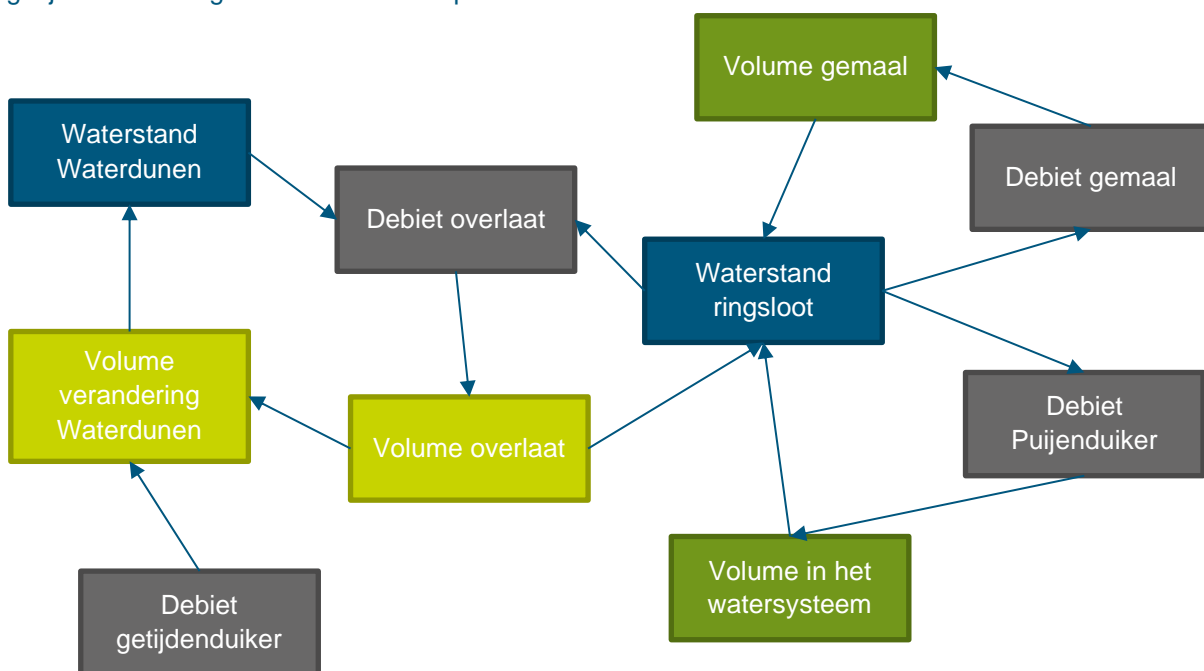 Volume gemaal
Waterstand
Waterdunen
Debiet gemaal
Debiet overlaat
Waterstand
ringsloot
Volume
verandering
Waterdunen
Debiet
Puijenduiker
Volume overlaat
Volume in het
watersysteem
Debiet
getijdenduiker